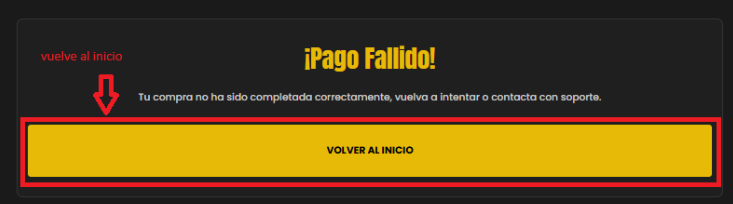 ¡Pago Fallido!
vuelve al inicio
Tu compra no ha sido completada correctamente, vuelva a intentar o contacta con soporte.
VOLVER AL INICIO